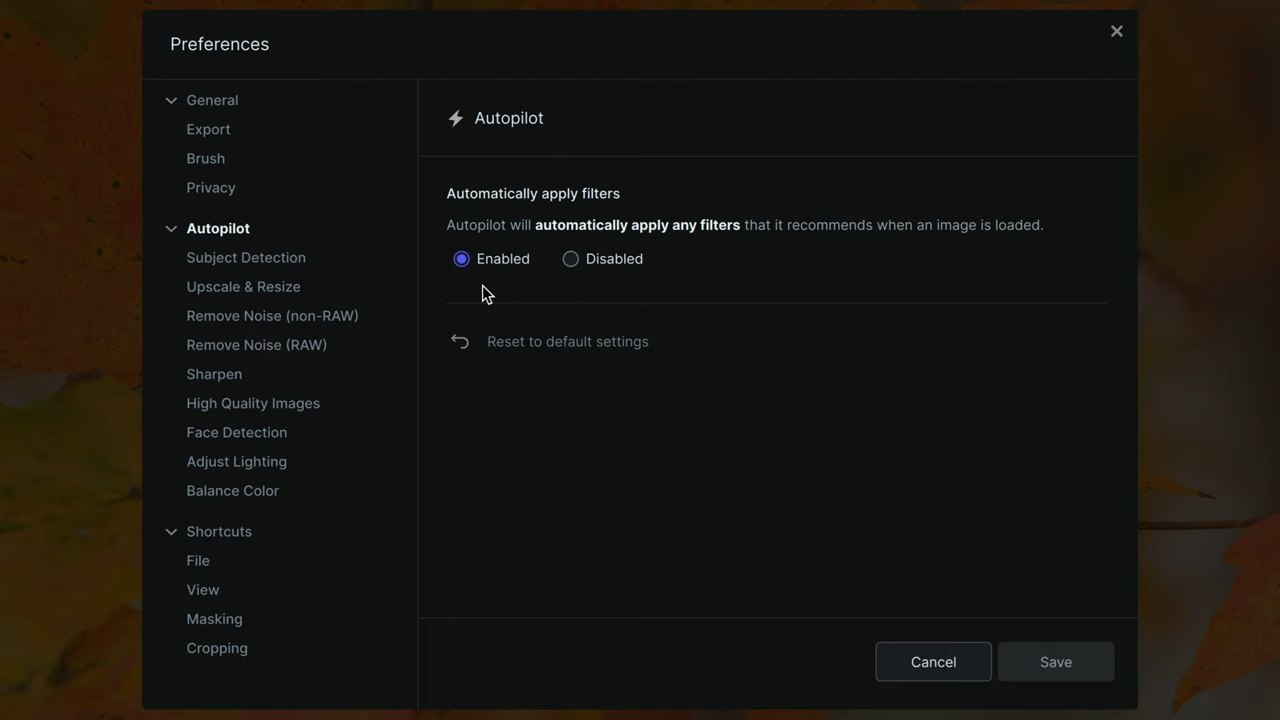 Preferences
General
Export
Brush
Privacy
Autopilot
Subject Detection
Upscale & Resize
Remove Noise (non-RAW)
Remove Noise (RAW)
Sharpen
High Quality Images
Face Detection
Adjust Lighting
Balance Color
Shortcuts
File
View
Masking
Cropping
Autopilot
Automatically apply filters
Autopilot will automatically apply any filters that it recommends when an image is loaded.
Enabled Disabled
Reset to default settings
Cancel Save